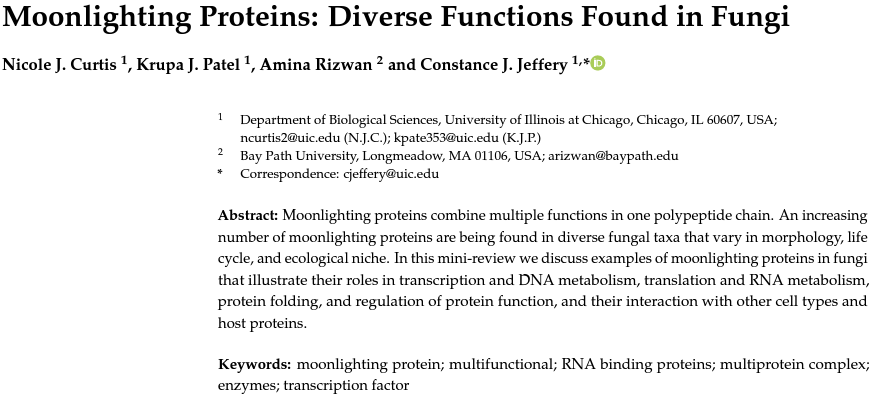 Moonlighting Proteins: Diverse Functions Found in Fungi
Nicole J. Curtis 1, Krupa J. Patel 1, Amina Rizwan 2 and Constance J. Jeffery 1,* iD
1 Department of Biological Sciences, University of Illinois at Chicago, Chicago, IL 60607, USA;
ncurtis2@uic.edu (N.J.C.); kpate353@uic.edu (K.J.P.)
2 Bay Path University, Longmeadow, MA 01106, USA; arizwan@baypath.edu
* Correspondence: cjeffery@uic.edu
Abstract: Moonlighting proteins combine multiple functions in one polypeptide chain. An increasing
number of moonlighting proteins are being found in diverse fungal taxa that vary in morphology, life
cycle, and ecological niche. In this mini-review we discuss examples of moonlighting proteins in fungi
that illustrate their roles in transcription and DNA metabolism, translation and RNA metabolism,
protein folding, and regulation of protein function, and their interaction with other cell types and
host proteins.
Keywords: moonlighting protein; multifunctional; RNA binding proteins; multiprotein complex;
enzymes; transcription factor